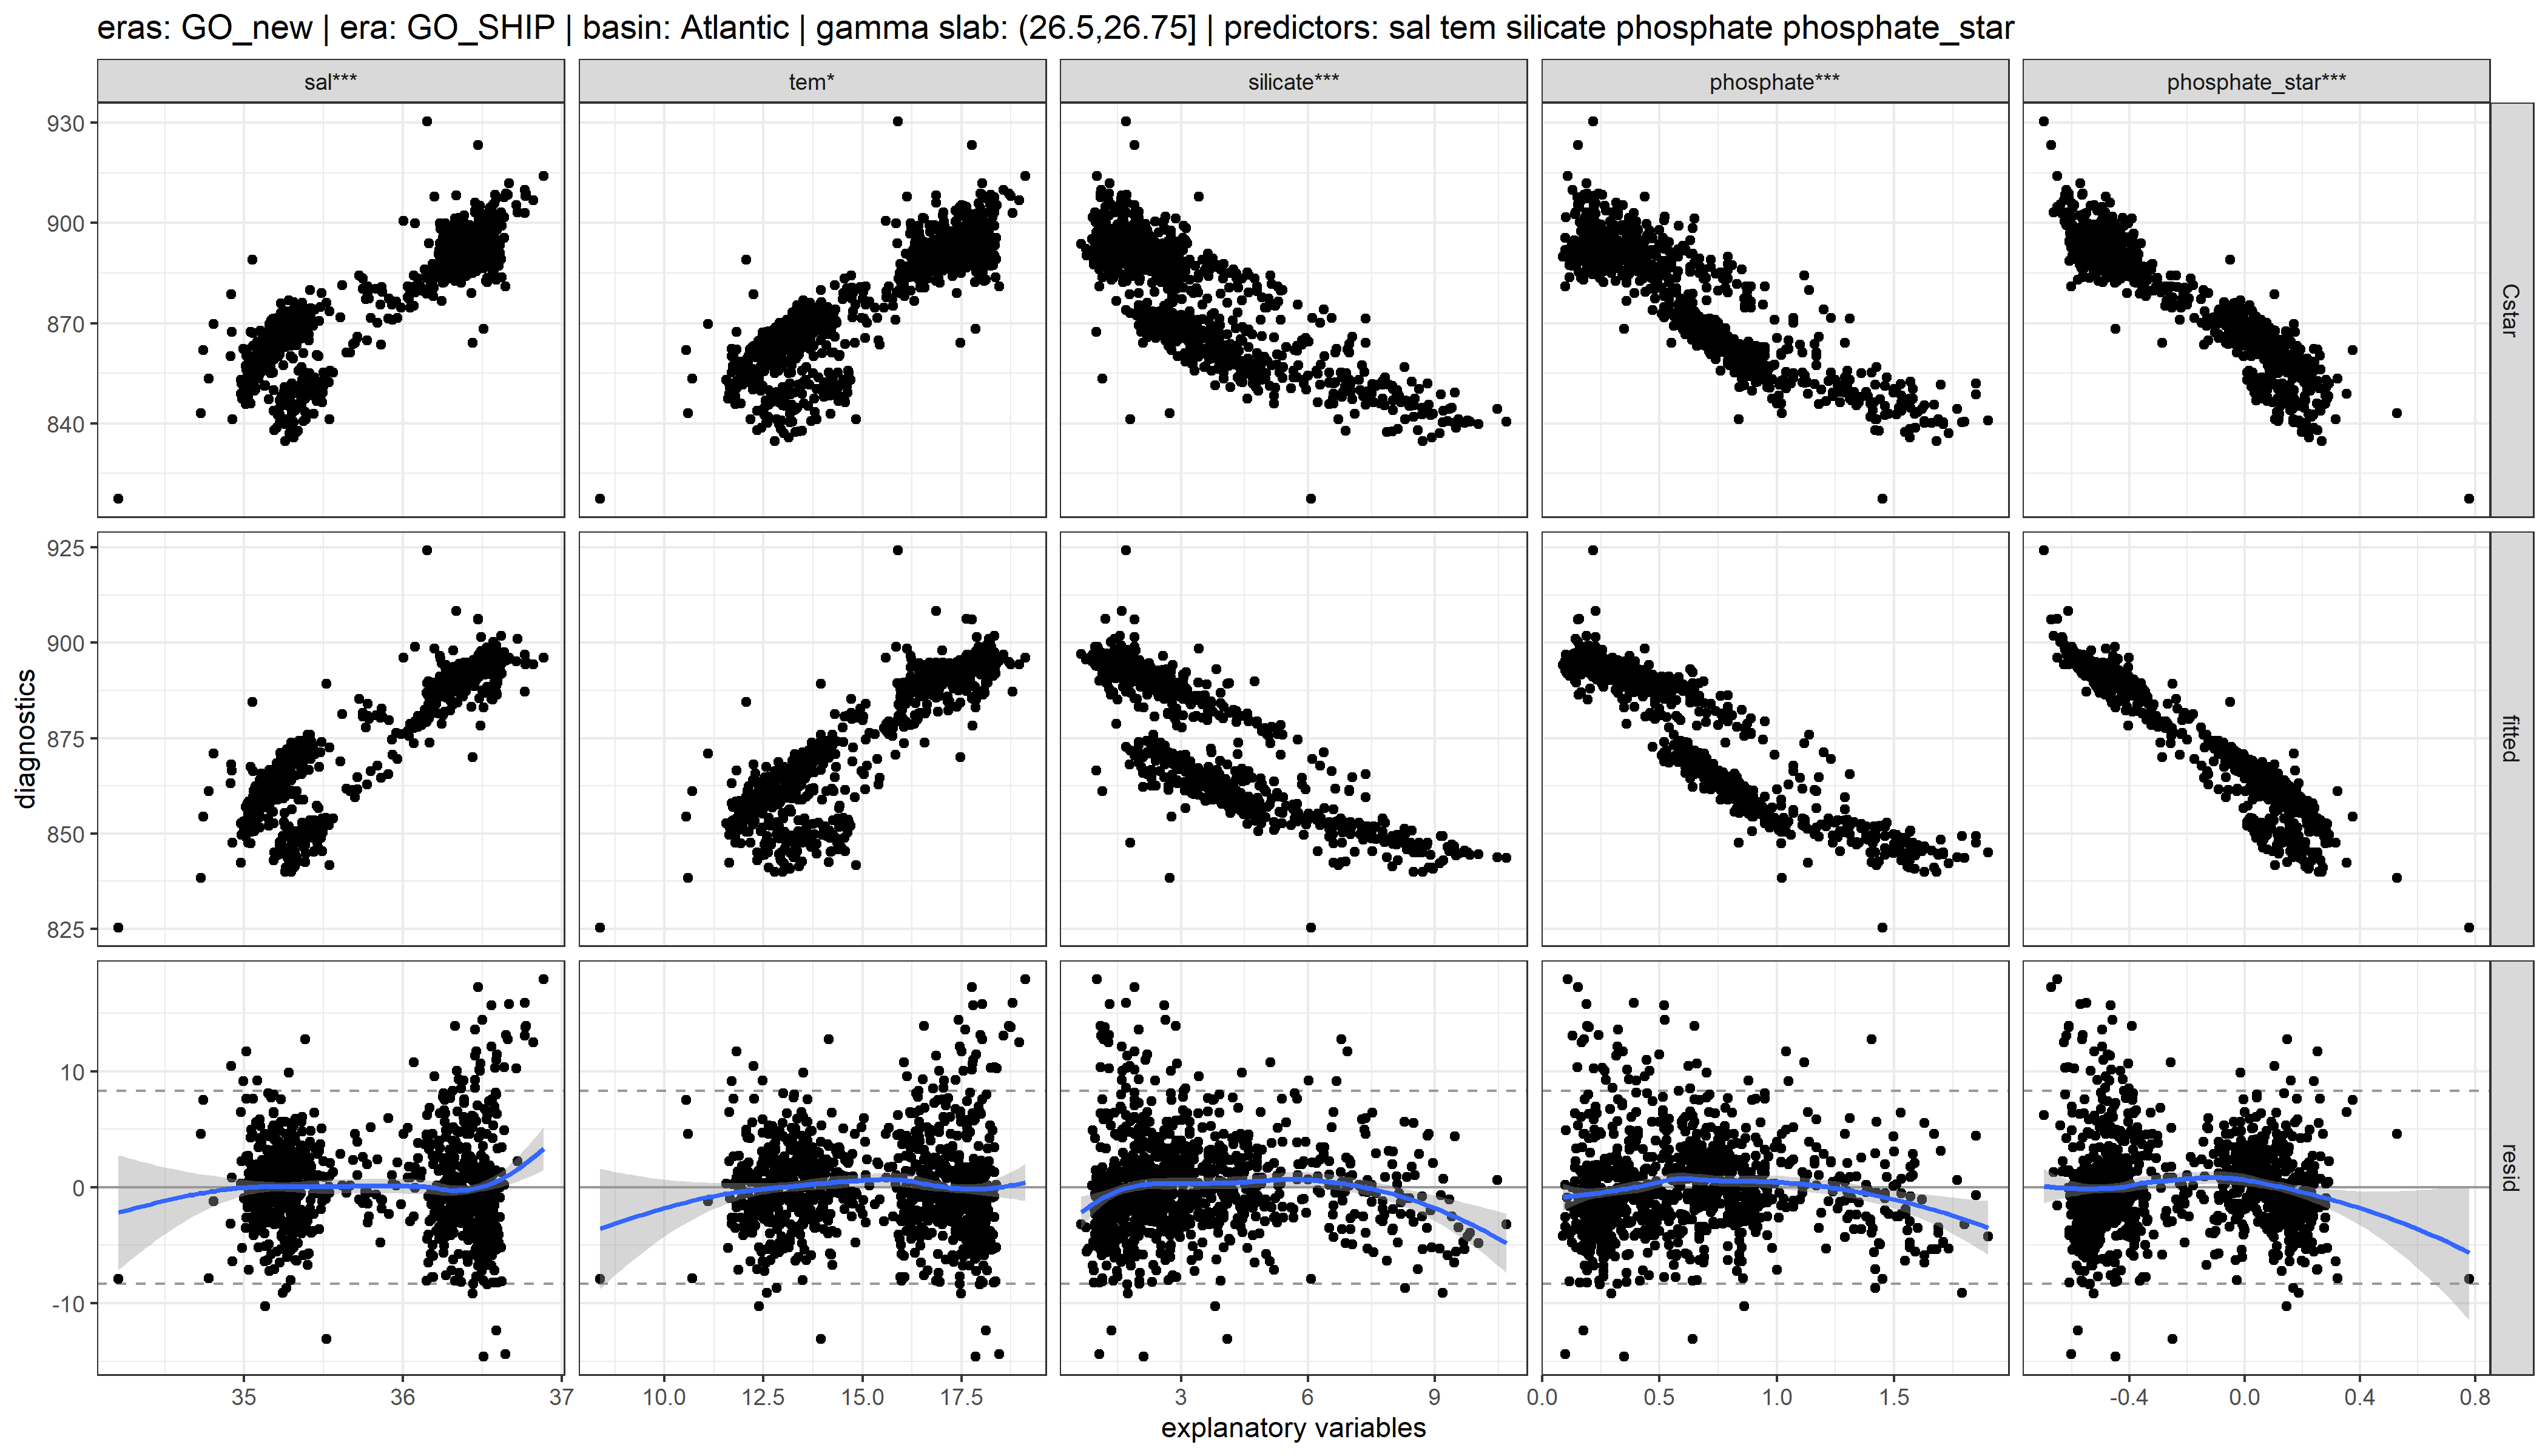 eras: GO_new | era: GO_SHIP | basin: Atlantic | gamma slab: (26.5,26.75] | predictors: sal tem silicate phosphate phosphate_star
sal*** tem* silicate*** phosphate*** phosphate_star***
930
900
870
840
Cstar
925
900
875
850
825
fitted
diagnostics
10
0
-10
resid
35 36 37 10.0 12.5 15.0 17.5 3 6 9 0.0 0.5 1.0 1.5 -0.4 0.0 0.4 0.8
explanatory variables